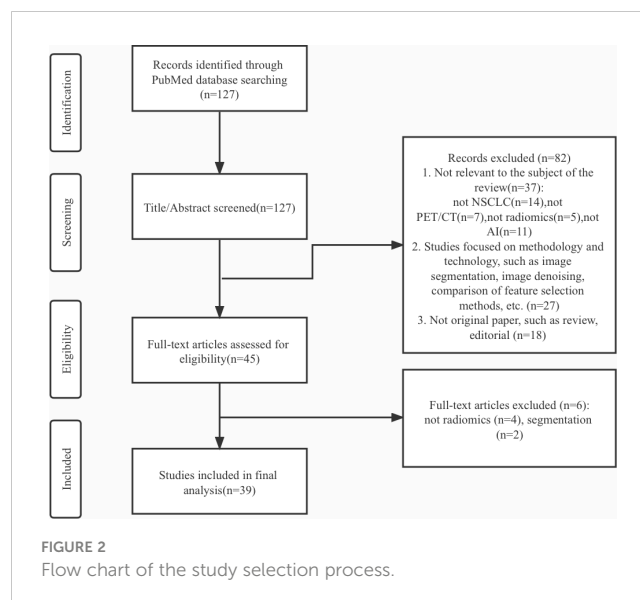 Identification
Records identified through
PubMed database searching
(n=127)
Screening
Title/Abstract screened(n=127)
Records excluded (n=82)
1. Not relevant to the subject of the
review(n=37):
not NSCLC(n=14),not
PET/CT(n=7),not radiomics(n=5),not
AI(n=11)
2. Studies focused on methodology and
technology, such as image
segmentation, image denoising,
comparison of feature selection
methods, etc. (n=27)
3. Not original paper, such as review,
editorial (n=18)
Eligibility
Full-text articles assessed for
eligibility(n=45)
Full-text articles excluded (n=6):
not radiomics (n=4), segmentation
(n=2)
Included
Studies included in final
analysis(n=39)
FIGURE 2
Flow chart of the study selection process.